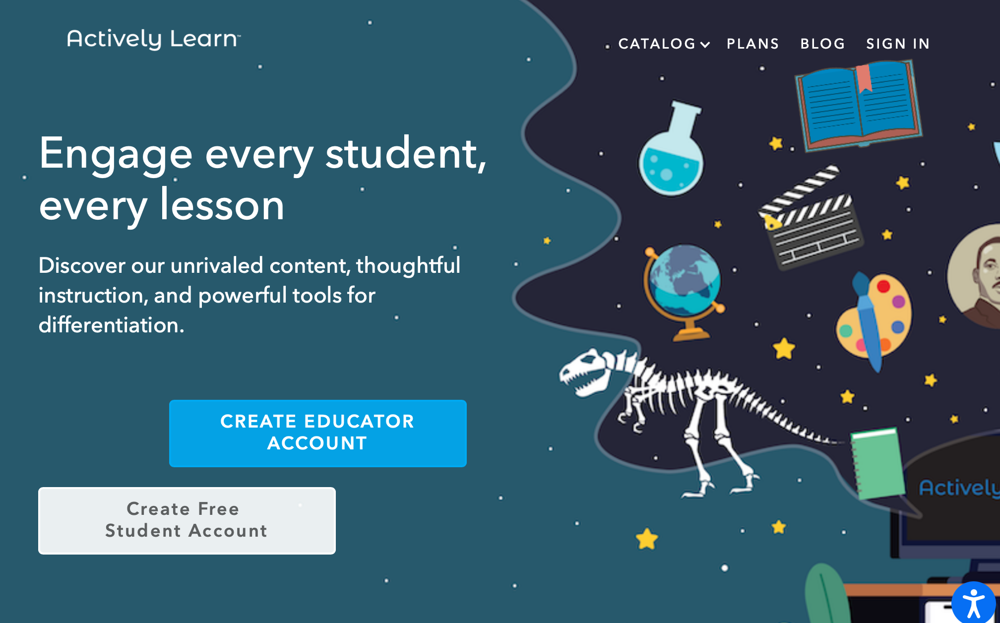 Actively Learn™
CATALOG PLANS BLOG SIGN IN
Engage every student,
every lesson
Discover our unrivaled content, thoughtful
instruction, and powerful tools for
differentiation.
CREATE EDUCATOR
ACCOUNT
Create Free
Student Account
Actively